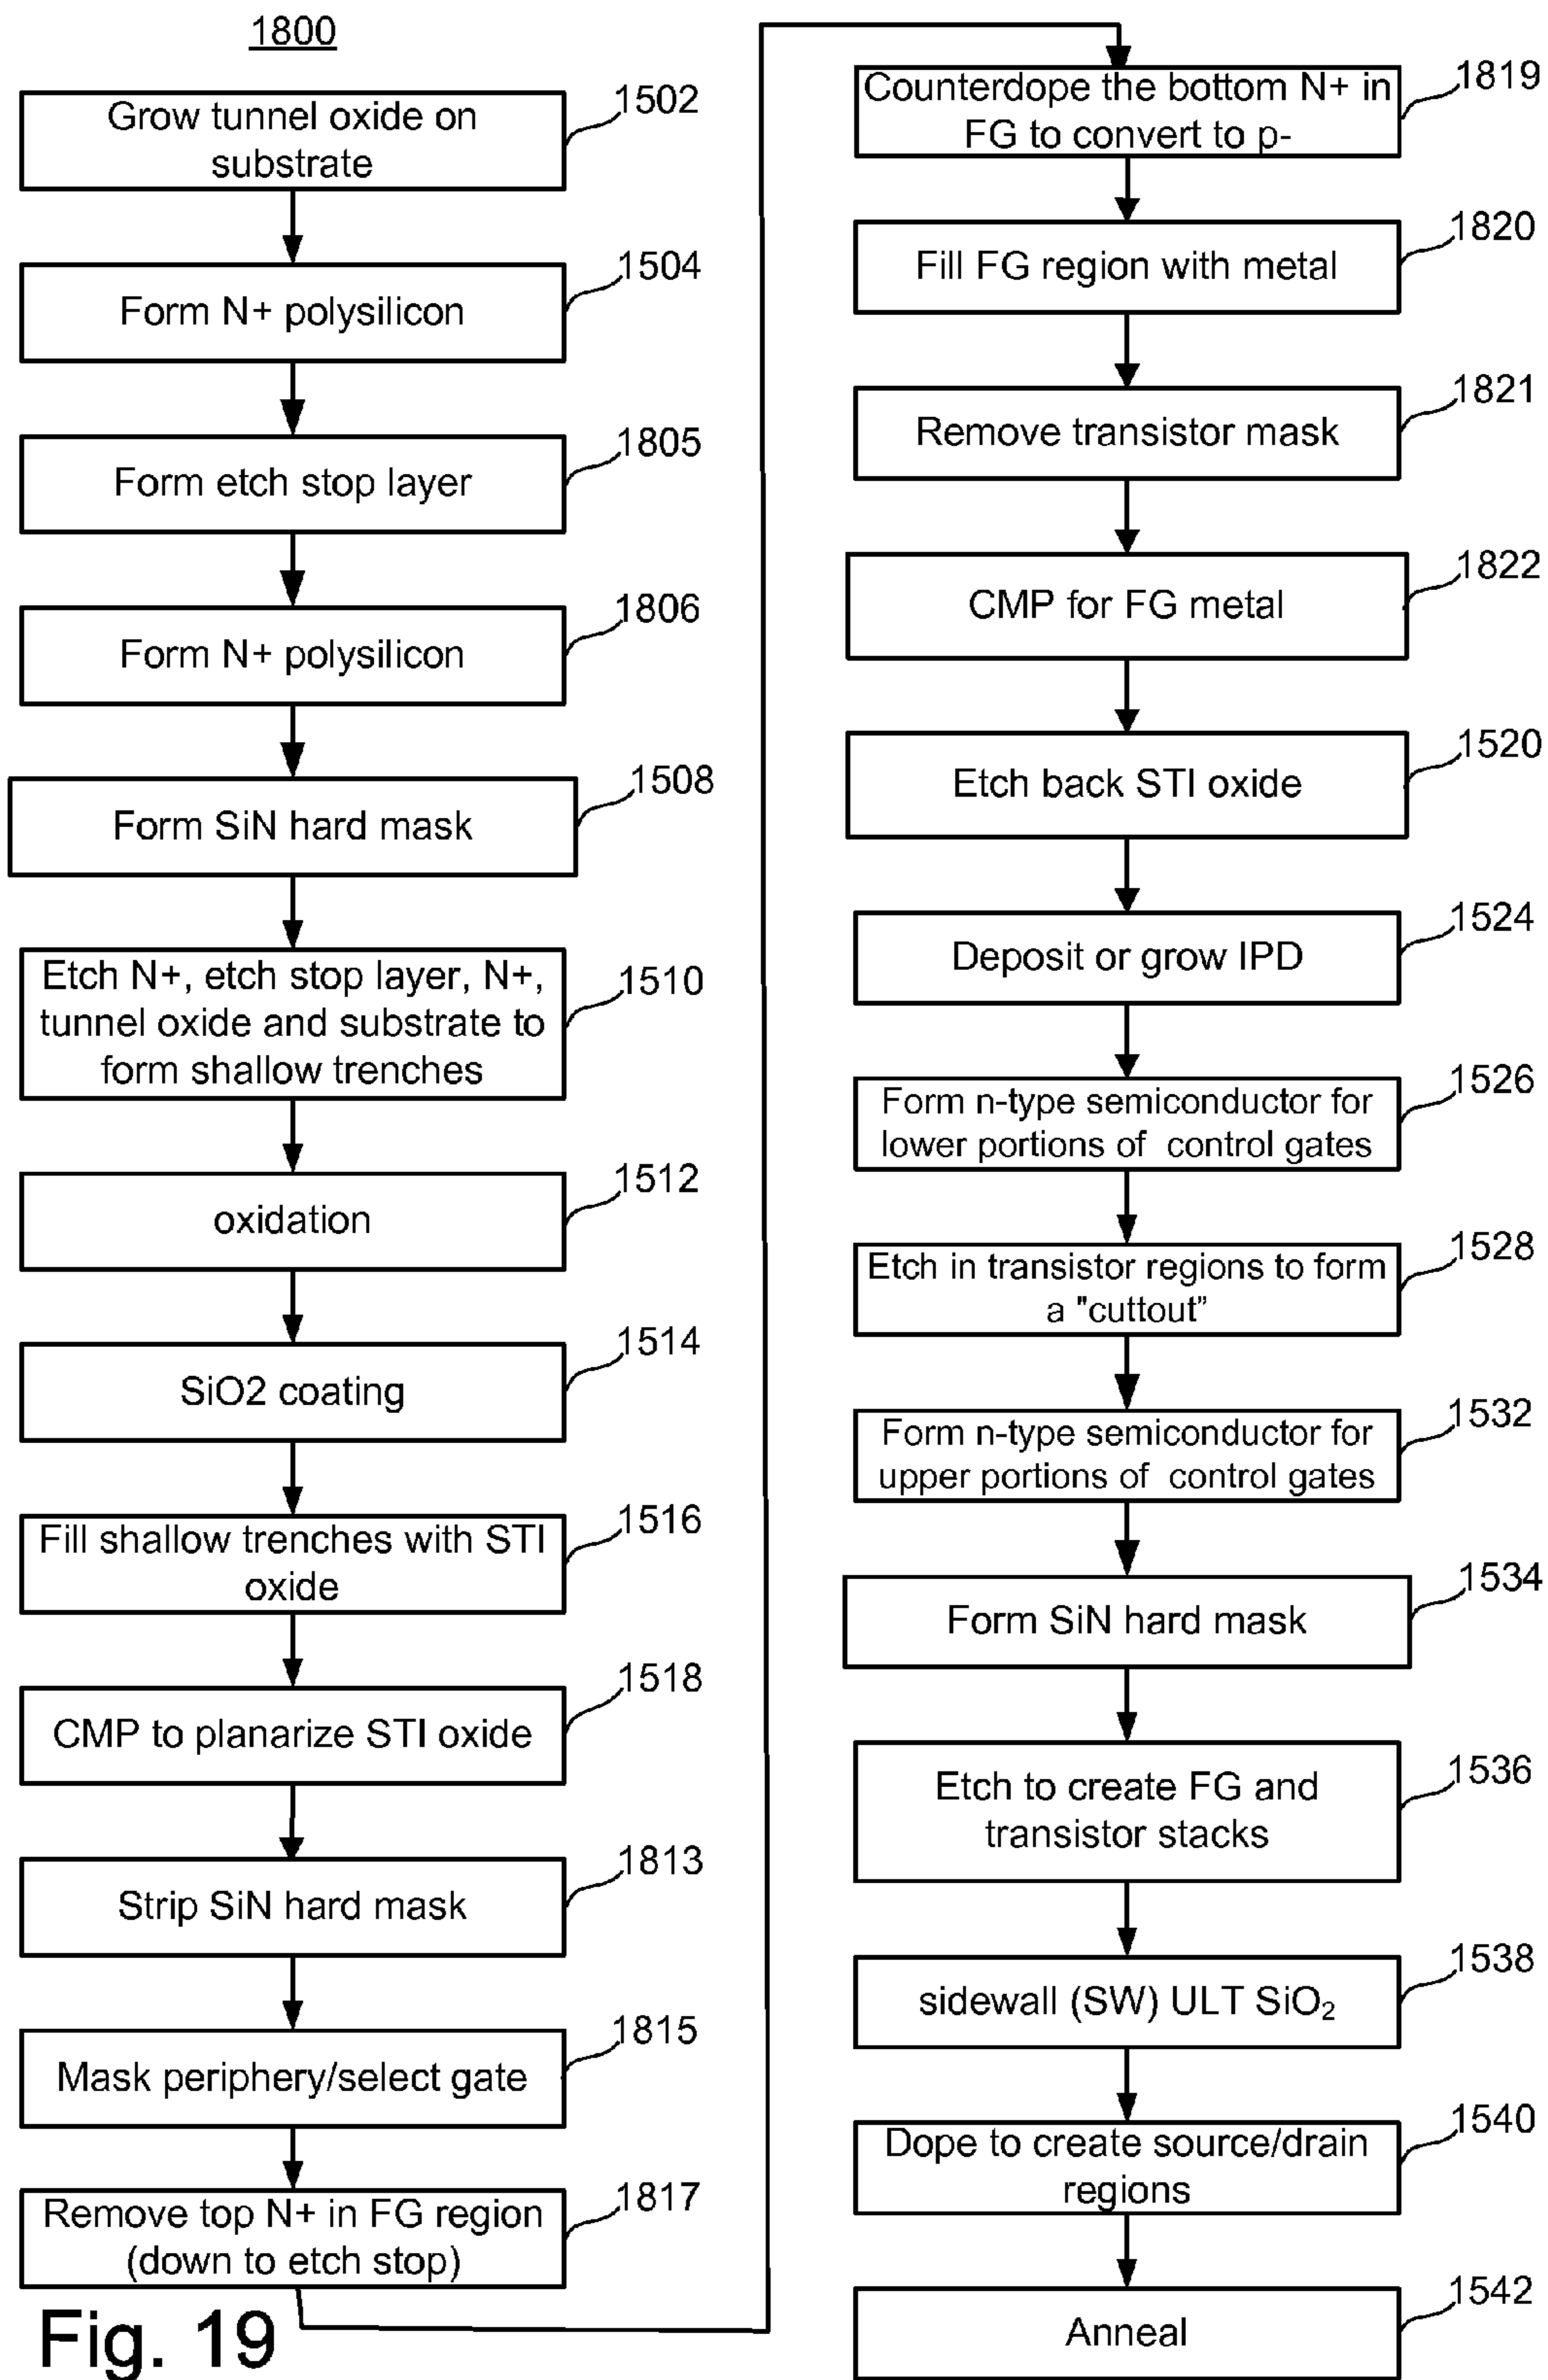 1800
Grow tunnel oxide on
substrate
1502
Form N+ polysilicon
1504
Form etch stop layer
1805
Form N+ polysilicon
1806
Form SiN hard mask
1508
Etch N+, etch stop layer, N+,
tunnel oxide and substrate to
form shallow trenches
1510
oxidation
1512
SiO2 coating
1514
Fill shallow trenches with STI
oxide
1516
CMP to planarize STI oxide
1518
Strip SiN hard mask
1813
Mask periphery/select gate
1815
Remove top N+ in FG region
(down to etch stop)
1817
Counterdope the bottom N+ in
FG to convert to p-
1819
Fill FG region with metal
1820
Remove transistor mask
1821
CMP for FG metal
1822
Etch back STI oxide
1520
Deposit or grow IPD
1524
Form n-type semiconductor for
lower portions of control gates
1526
Etch in transistor regions to form
a "cuttout”
1528
Form n-type semiconductor for
upper portions of control gates
1532
Form SiN hard mask
1534
Etch to create FG and
transistor stacks
1536
sidewall (SW) ULT SiO₂
1538
Dope to create source/drain
regions
1540
Anneal
1542
Fig. 19